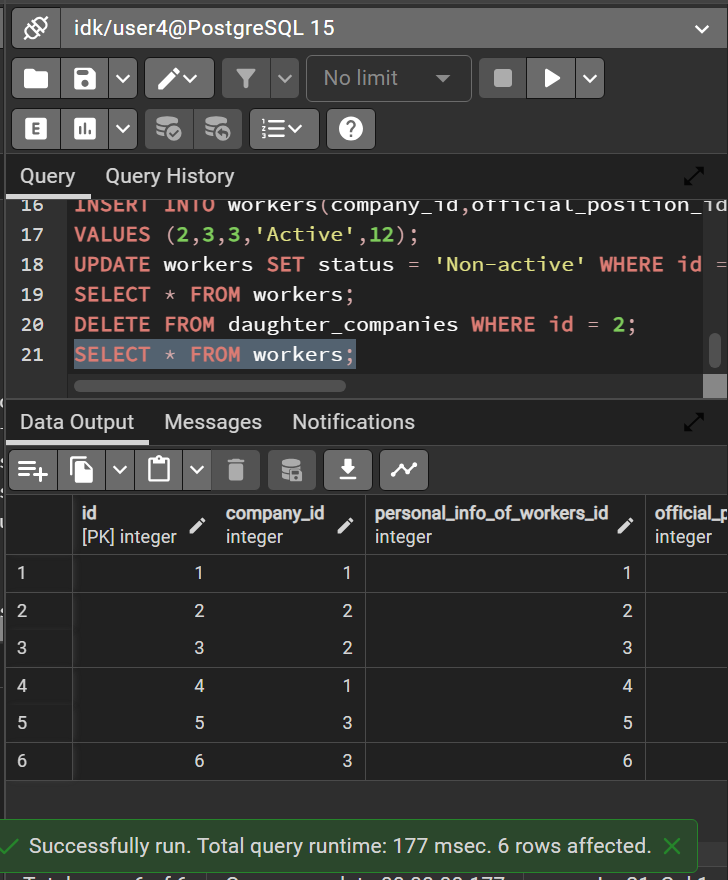 idk/user4@PostgreSQL 15
No limit
E
Query Query History
16 INSERT INTO workers(company_id,official_position_id
17 VALUES (2,3,3,'Active',12);
18 UPDATE workers SET status = 'Non-active' WHERE id =
19 SELECT * FROM workers;
20 DELETE FROM daughter_companies WHERE id = 2;
21 SELECT * FROM workers;
Data Output Messages Notifications
id company_id personal_info_of_workers_id official_p
[PK] integer integer integer integer
1 1 1 1
2 2 2 2
3 3 2 3
4 4 1 4
5 5 3 5
6 6 3 6
Successfully run. Total query runtime: 177 msec. 6 rows affected.